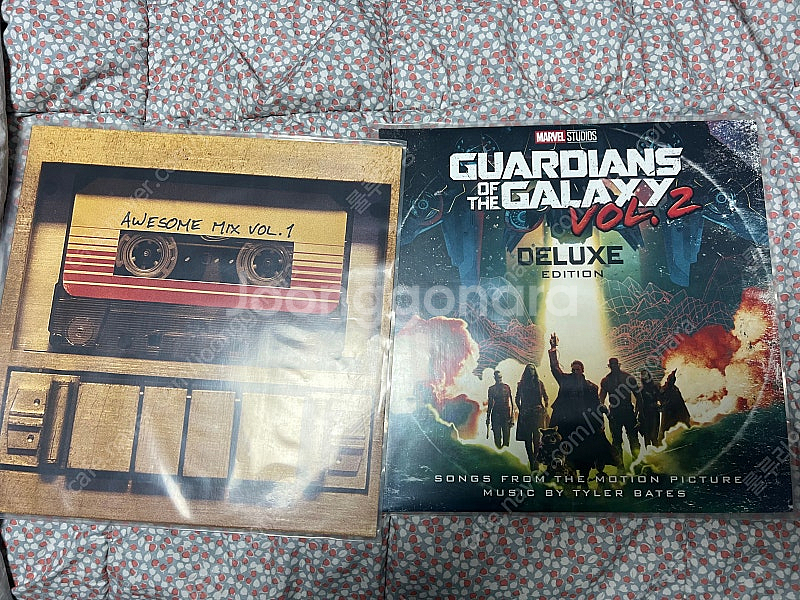 AWESOME MIX VOL.1
MARVEL STUDIOS
GUARDIANS
OF THE GALAXY
VOL. 2
DELUXE
EDITION
SONGS FROM THE MOTION PICTURE
MUSIC BY TYLER BATES
Joonggonara